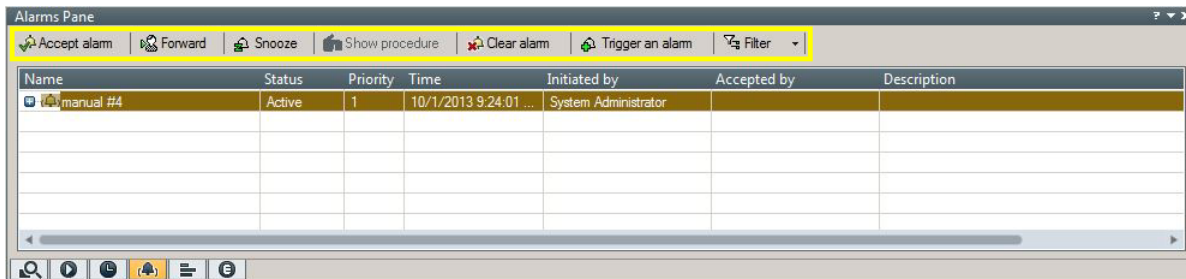 Alarms Pane
Accept alarm Forward Snooze Show procedure Clear alarm Trigger an alarm Filter
Name Status Priority Time Initiated by Accepted by Description
manual #4 Active 1 10/1/2013 9:24:01 ... System Administrator